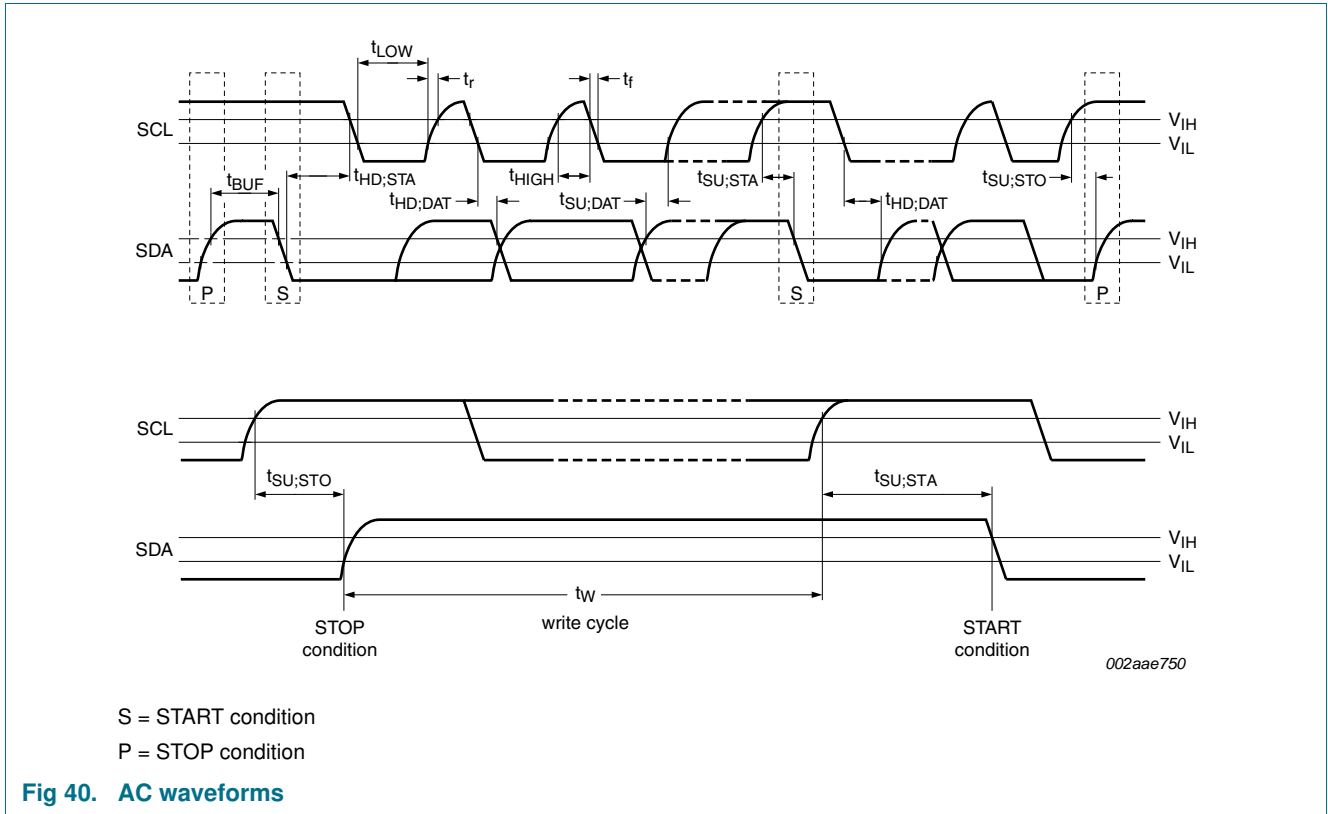 tLOW
tr
tf
SCL
VIH
VIL
tBUF
tHD;STA
tHIGH
tSU;STA
tSU;STO
tHD;DAT
tSU;DAT
tHD;DAT
SDA
VIH
VIL
P
S
S
P
SCL
VIH
VIL
tSU;STO
tSU;STA
SDA
VIH
VIL
tW
write cycle
STOP
condition
START
condition
002aae750
S = START condition
P = STOP condition
Fig 40. AC waveforms